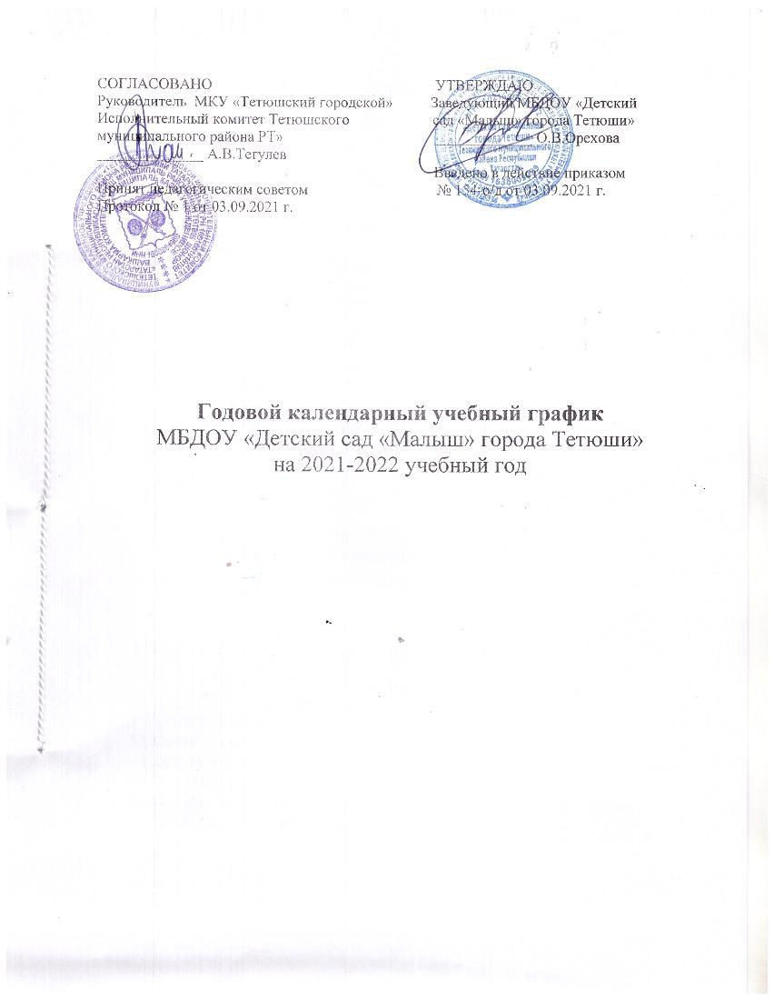 СОГЛАСОВАНО
Руководитель МКУ «Тетюшский городской»
Исполнительный комитет Тетюшского
муниципального района РТ»
А.В.Тегулев
Принят педагогическим советом
Протокол № 1 от 03.09.2021 г.
УТВЕРЖДАЮ
Заведующий МБДОУ «Детский
сад «Малыш» города Тетюши»
О.В.Орехова
Введено в действие приказом
№ 154-о/д от 03.09.2021 г.
Годовой календарный учебный график
МБДОУ «Детский сад «Малыш» города Тетюши»
на 2021-2022 учебный год